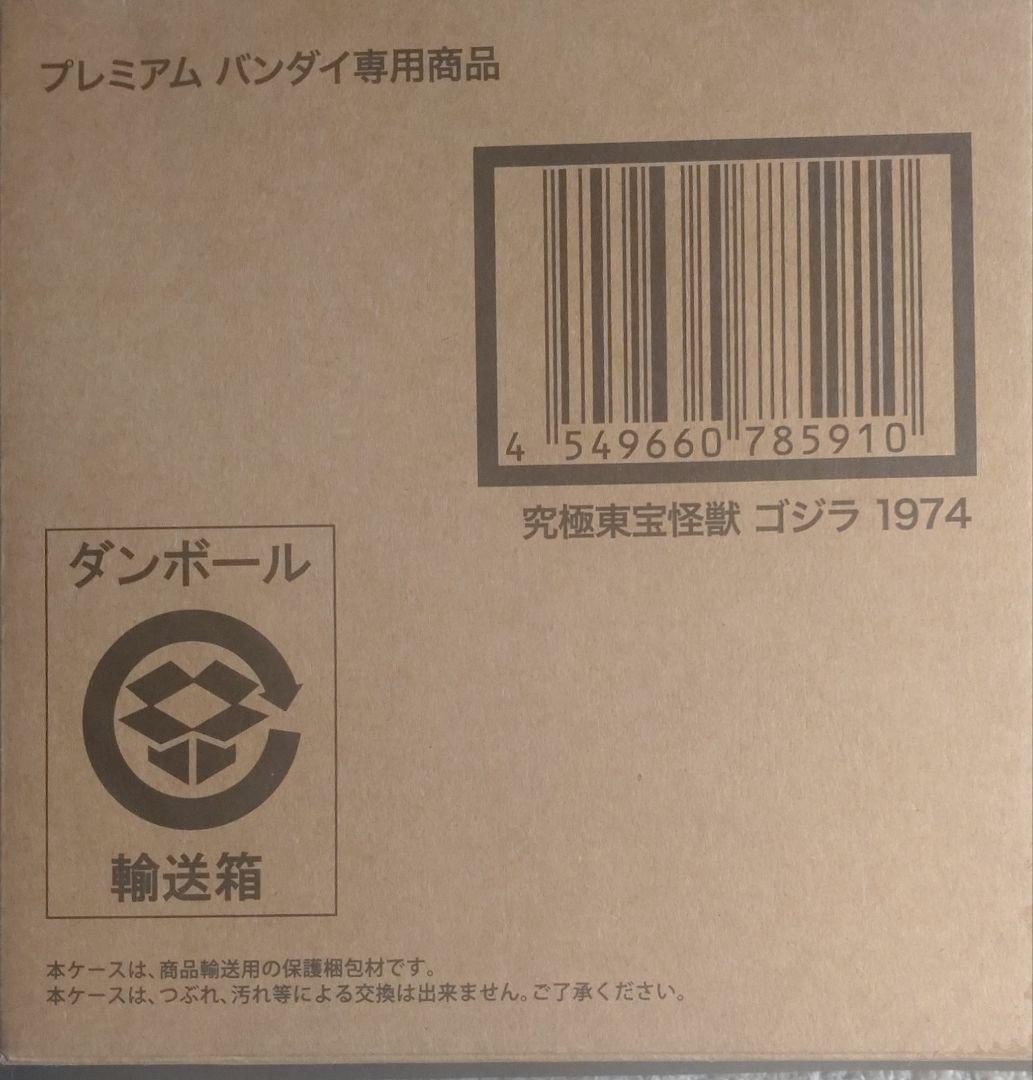 プレミアム バンダイ専用商品
4 549660 785910
究極東宝怪獣 ゴジラ 1974
ダンボール
輸送箱
本ケースは、商品輸送用の保護梱包材です。
本ケースは、つぶれ、汚れ等による交換は出来ません。ご了承ください。